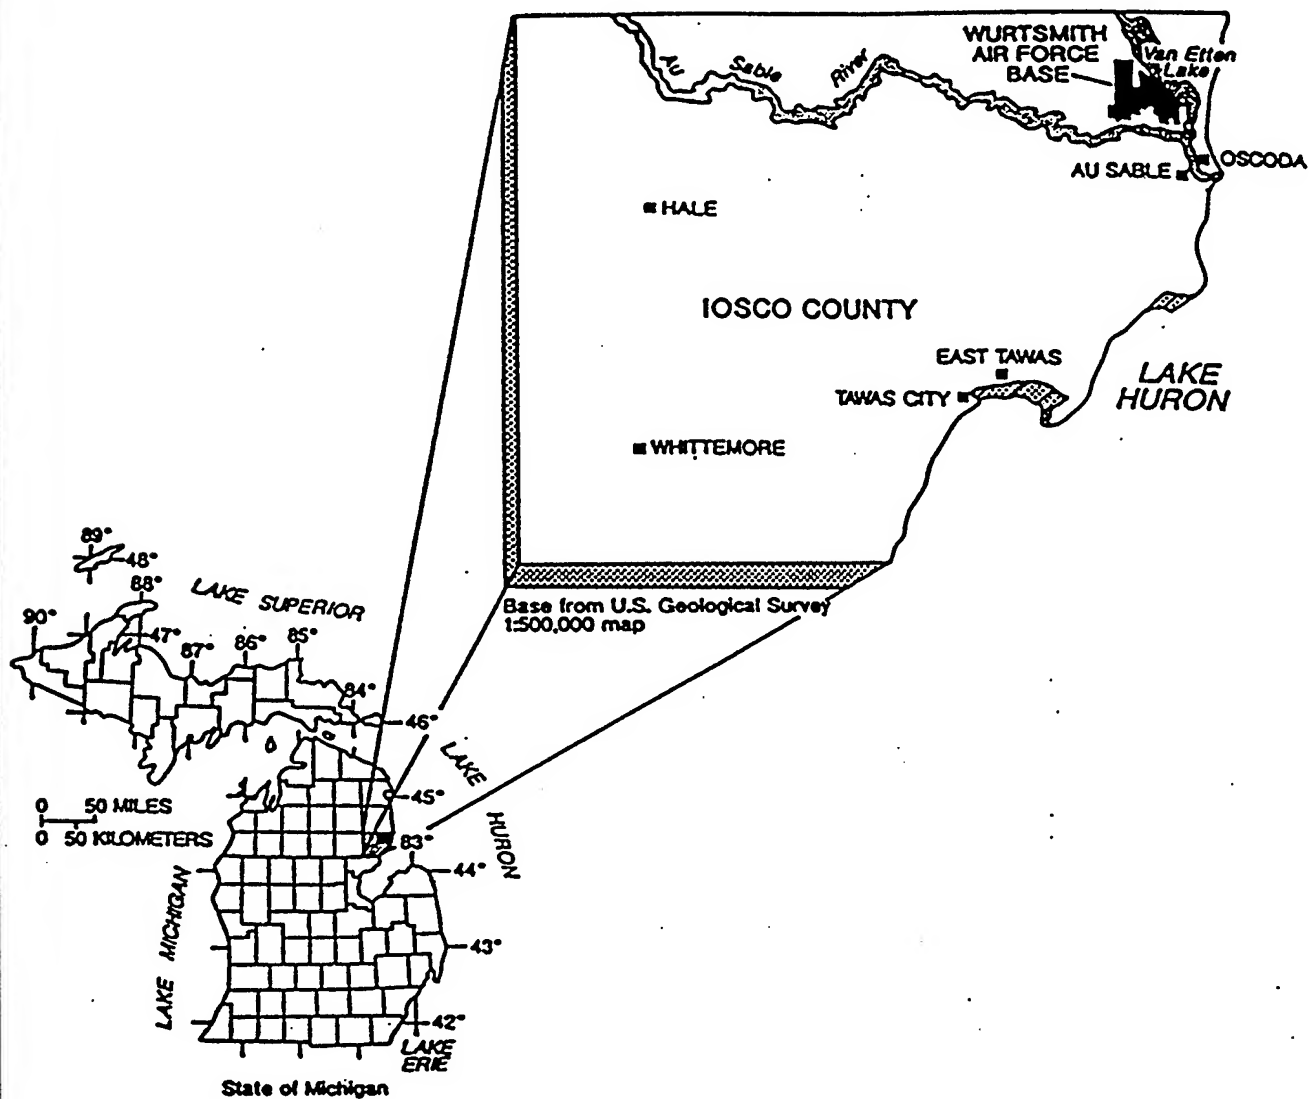 WURTSMITH
AIR FORCE
BASE
Van Etten
Lake
Au Sable River
OSCODA
AU SABLE
HALE
IOSCO COUNTY
EAST TAWAS
TAWAS CITY
LAKE
HURON
WHITTEMORE
Base from U.S. Geological Survey
1:500,000 map
89°
48°
88°
LAKE SUPERIOR
90°
47°
87°
86°
85°
84°
46°
LAKE HURON
45°
0 50 MILES
0 50 KILOMETERS
83°
44°
LAKE MICHIGAN
43°
42°
LAKE
ERIE
State of Michigan